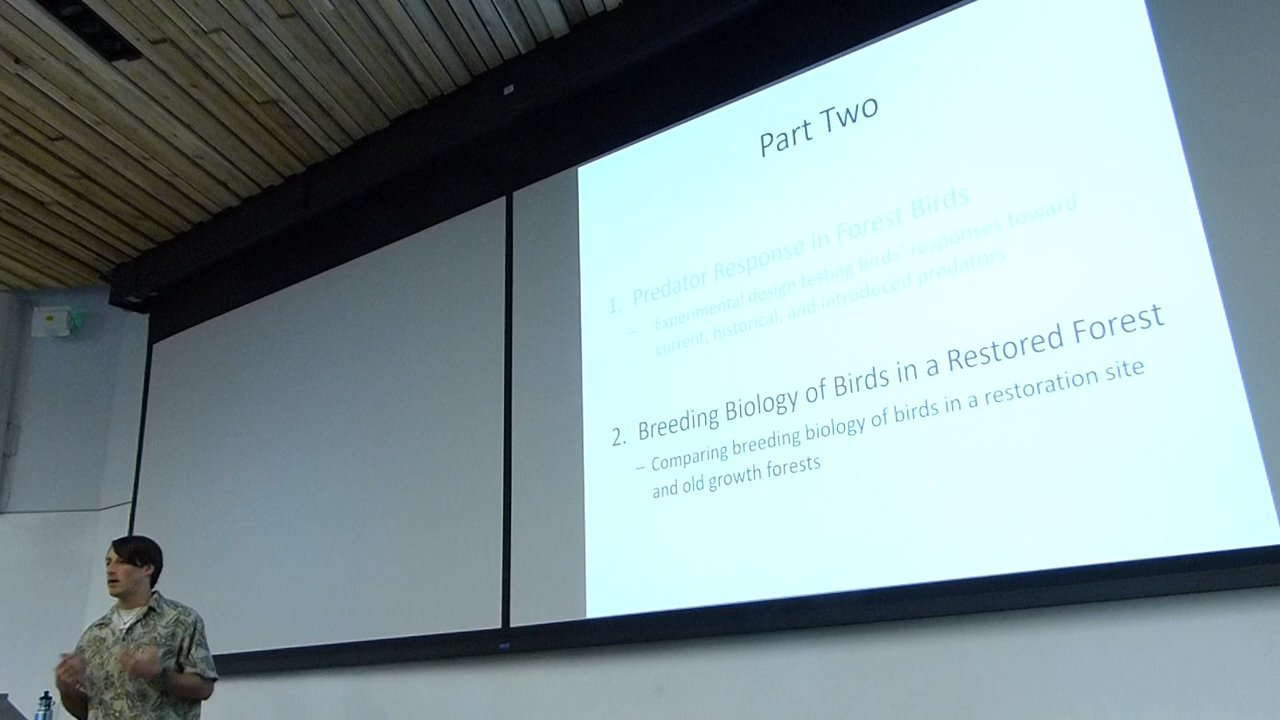 Part Two
1. Predator Response in Forest Birds
– Experimental design testing birds' responses toward
current, historical, and introduced predators
2. Breeding Biology of Birds in a Restored Forest
– Comparing breeding biology of birds in a restoration site
and old growth forests